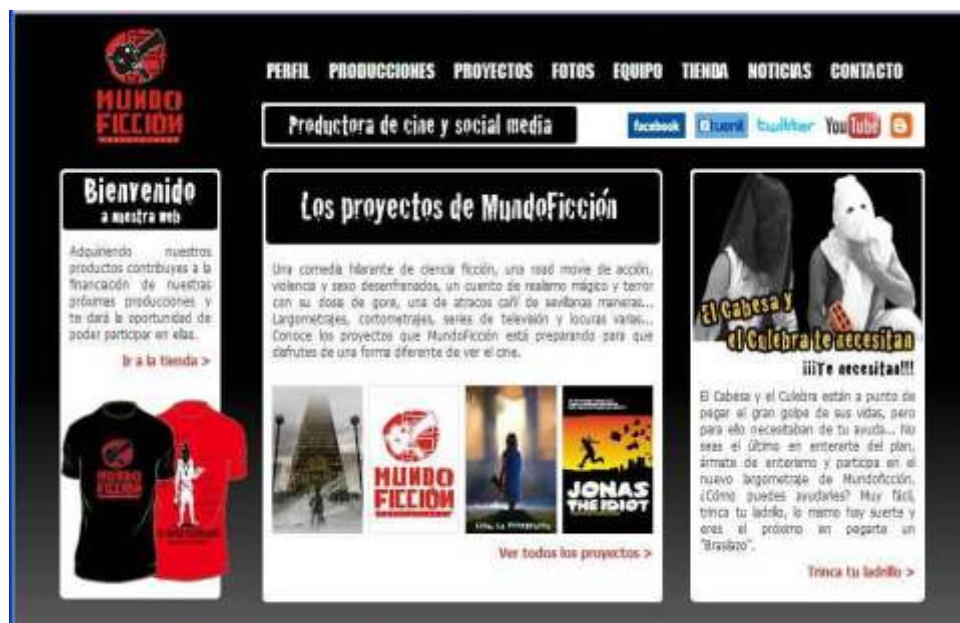 MUNDO
FICCIÓN
PERFIL PRODUCCIONES PROYECTOS FOTOS EQUIPO TIENDA NOTICIAS CONTACTO
Productora de cine y social media
facebook tuenti twitter YouTube
Bienvenido
a nuestra web
Adquiriendo nuestros
productos contribuyes a la
financiación de nuestras
próximas producciones y
te dará la oportunidad de
poder participar en ellas.
Ir a la tienda >
MUNDO
FICCIÓN
Los proyectos de MundoFicción
Una comedia hilarante de ciencia ficción, una road movie de acción,
violencia y sexo desenfrenados, un cuento de realismo mágico y terror
con su dosis de gore, una de atracos cañí de sevillanas maneras...
Largometrajes, cortometrajes, series de televisión y locuras varias...
Conoce los proyectos que MundoFicción está preparando para que
disfrutes de una forma diferente de ver el cine.
MUNDO
FICCIÓN
JONAS
THE IDIOT
Ver todos los proyectos >
El Cabesa y
el Culebra te necesitan
¡¡¡Te necesitan!!!
El Cabesa y el Culebra están a punto de
pegar el gran golpe de sus vidas, pero
para ello necesitaban de tu ayuda... No
seas el último en enterarte del plan,
ármate de enterismo y participa en el
nuevo largometraje de Mundoficción.
¿Cómo puedes ayudarles? Muy fácil,
trinca tu ladrillo, lo mismo hay suerte y
eres el próximo en pegarte un
"Brasilazo".
Trinca tu ladrillo >